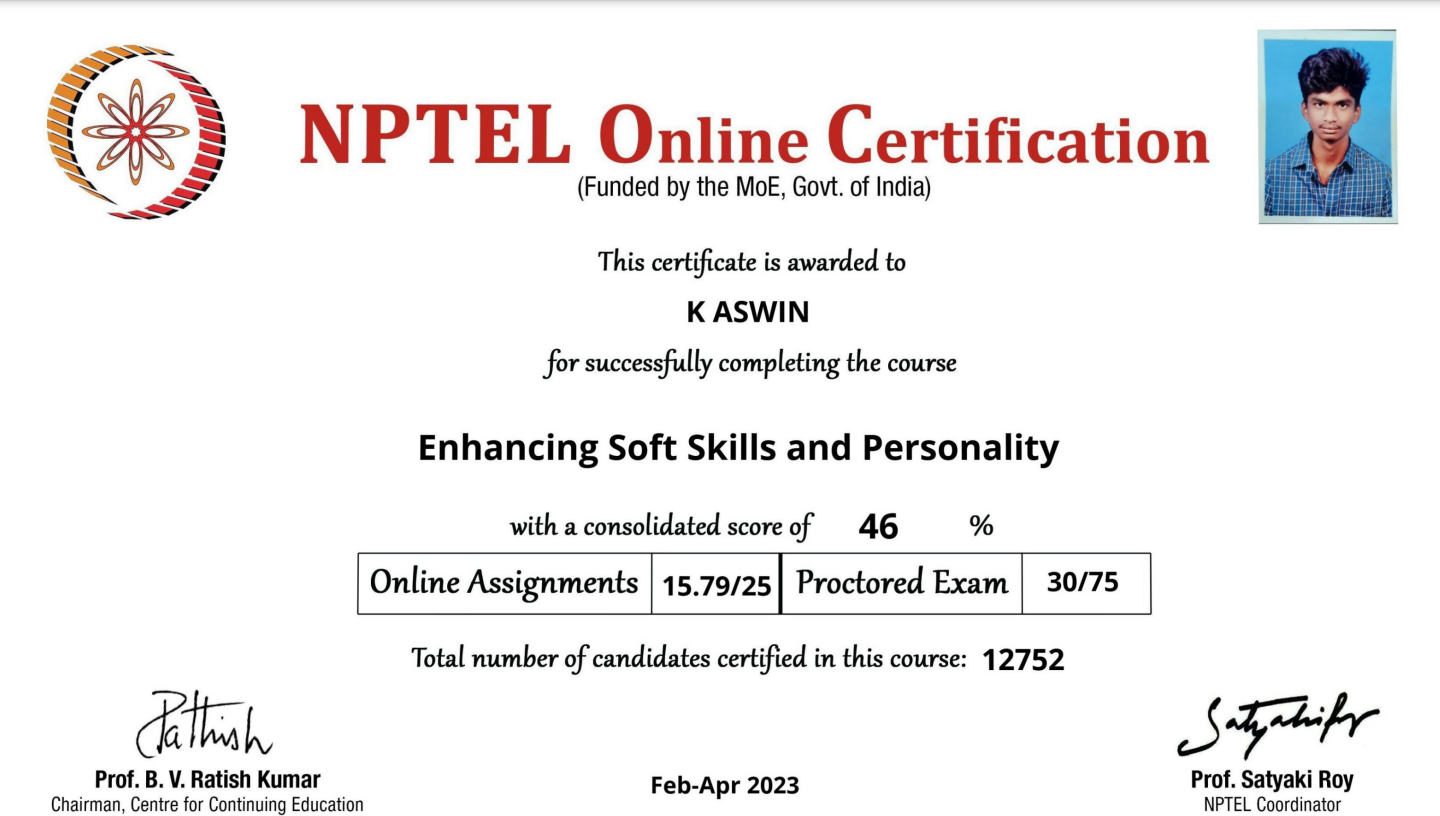 NPTEL Online Certification
(Funded by the MoE, Govt. of India)
This certificate is awarded to
K ASWIN
for successfully completing the course
Enhancing Soft Skills and Personality
with a consolidated score of 46 %
Online Assignments 15.79/25 Proctored Exam 30/75
Total number of candidates certified in this course: 12752
Prof. B. V. Ratish Kumar
Chairman, Centre for Continuing Education
Feb-Apr 2023
Prof. Satyaki Roy
NPTEL Coordinator